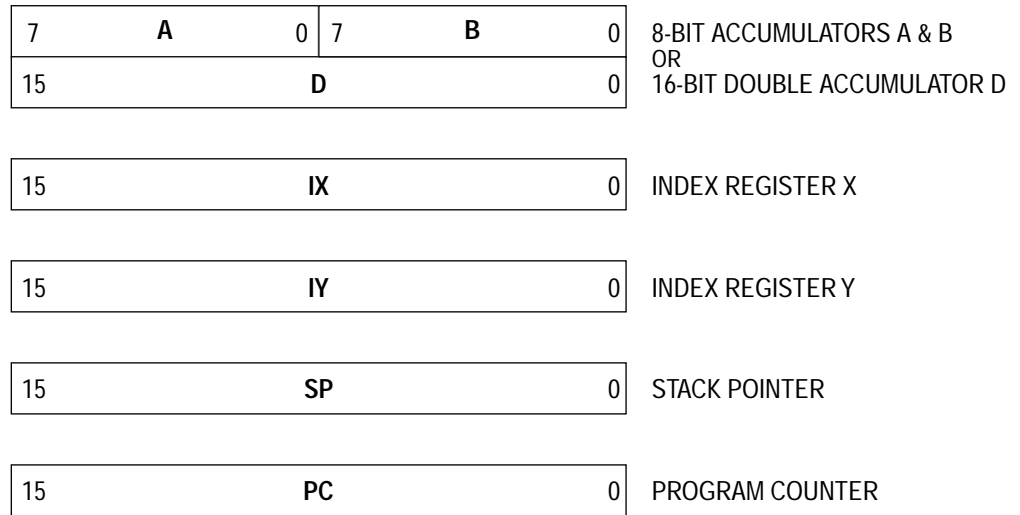 7 A 0 7 B 0 8-BIT ACCUMULATORS A & B
OR
15 D 0 16-BIT DOUBLE ACCUMULATOR D
15 IX 0 INDEX REGISTER X
15 IY 0 INDEX REGISTER Y
15 SP 0 STACK POINTER
15 PC 0 PROGRAM COUNTER